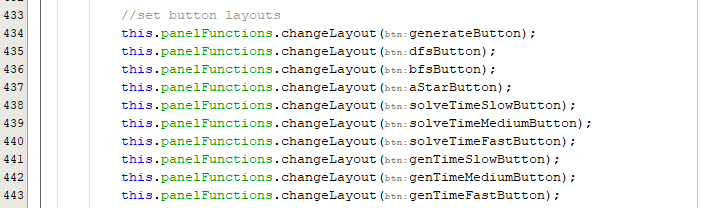 433 //set button layouts
434 this.panelFunctions.changeLayout(btn:generateButton);
435 this.panelFunctions.changeLayout(btn:dfsButton);
436 this.panelFunctions.changeLayout(btn:bfsButton);
437 this.panelFunctions.changeLayout(btn:aStarButton);
438 this.panelFunctions.changeLayout(btn:solveTimeSlowButton);
439 this.panelFunctions.changeLayout(btn:solveTimeMediumButton);
440 this.panelFunctions.changeLayout(btn:solveTimeFastButton);
441 this.panelFunctions.changeLayout(btn:genTimeSlowButton);
442 this.panelFunctions.changeLayout(btn:genTimeMediumButton);
443 this.panelFunctions.changeLayout(btn:genTimeFastButton);